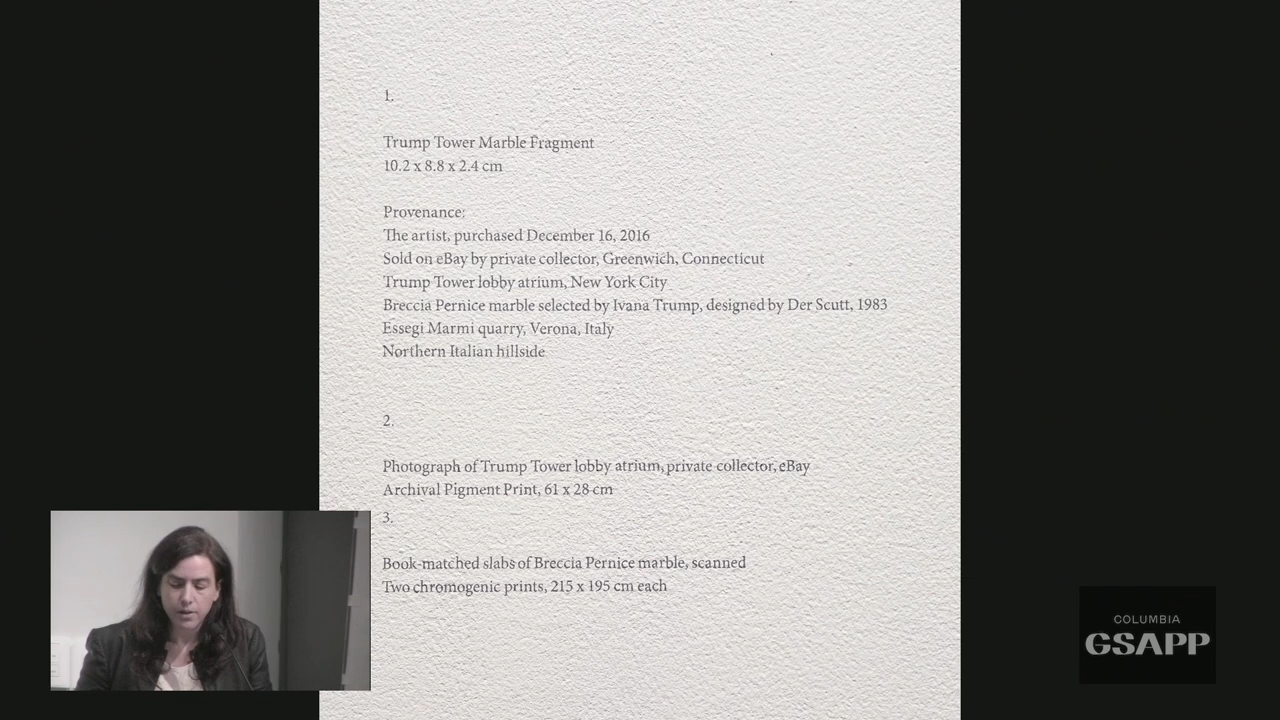 1.
Trump Tower Marble Fragment
10.2 x 8.8 x 2.4 cm
Provenance:
The artist, purchased December 16, 2016
Sold on eBay by private collector, Greenwich, Connecticut
Trump Tower lobby atrium, New York City
Breccia Pernice marble selected by Ivana Trump, designed by Der Scutt, 1983
Essegi Marmi quarry, Verona, Italy
Northern Italian hillside
2.
Photograph of Trump Tower lobby atrium, private collector, eBay
Archival Pigment Print, 61 x 28 cm
3.
Book-matched slabs of Breccia Pernice marble, scanned
Two chromogenic prints, 215 x 195 cm each
COLUMBIA
GSAPP